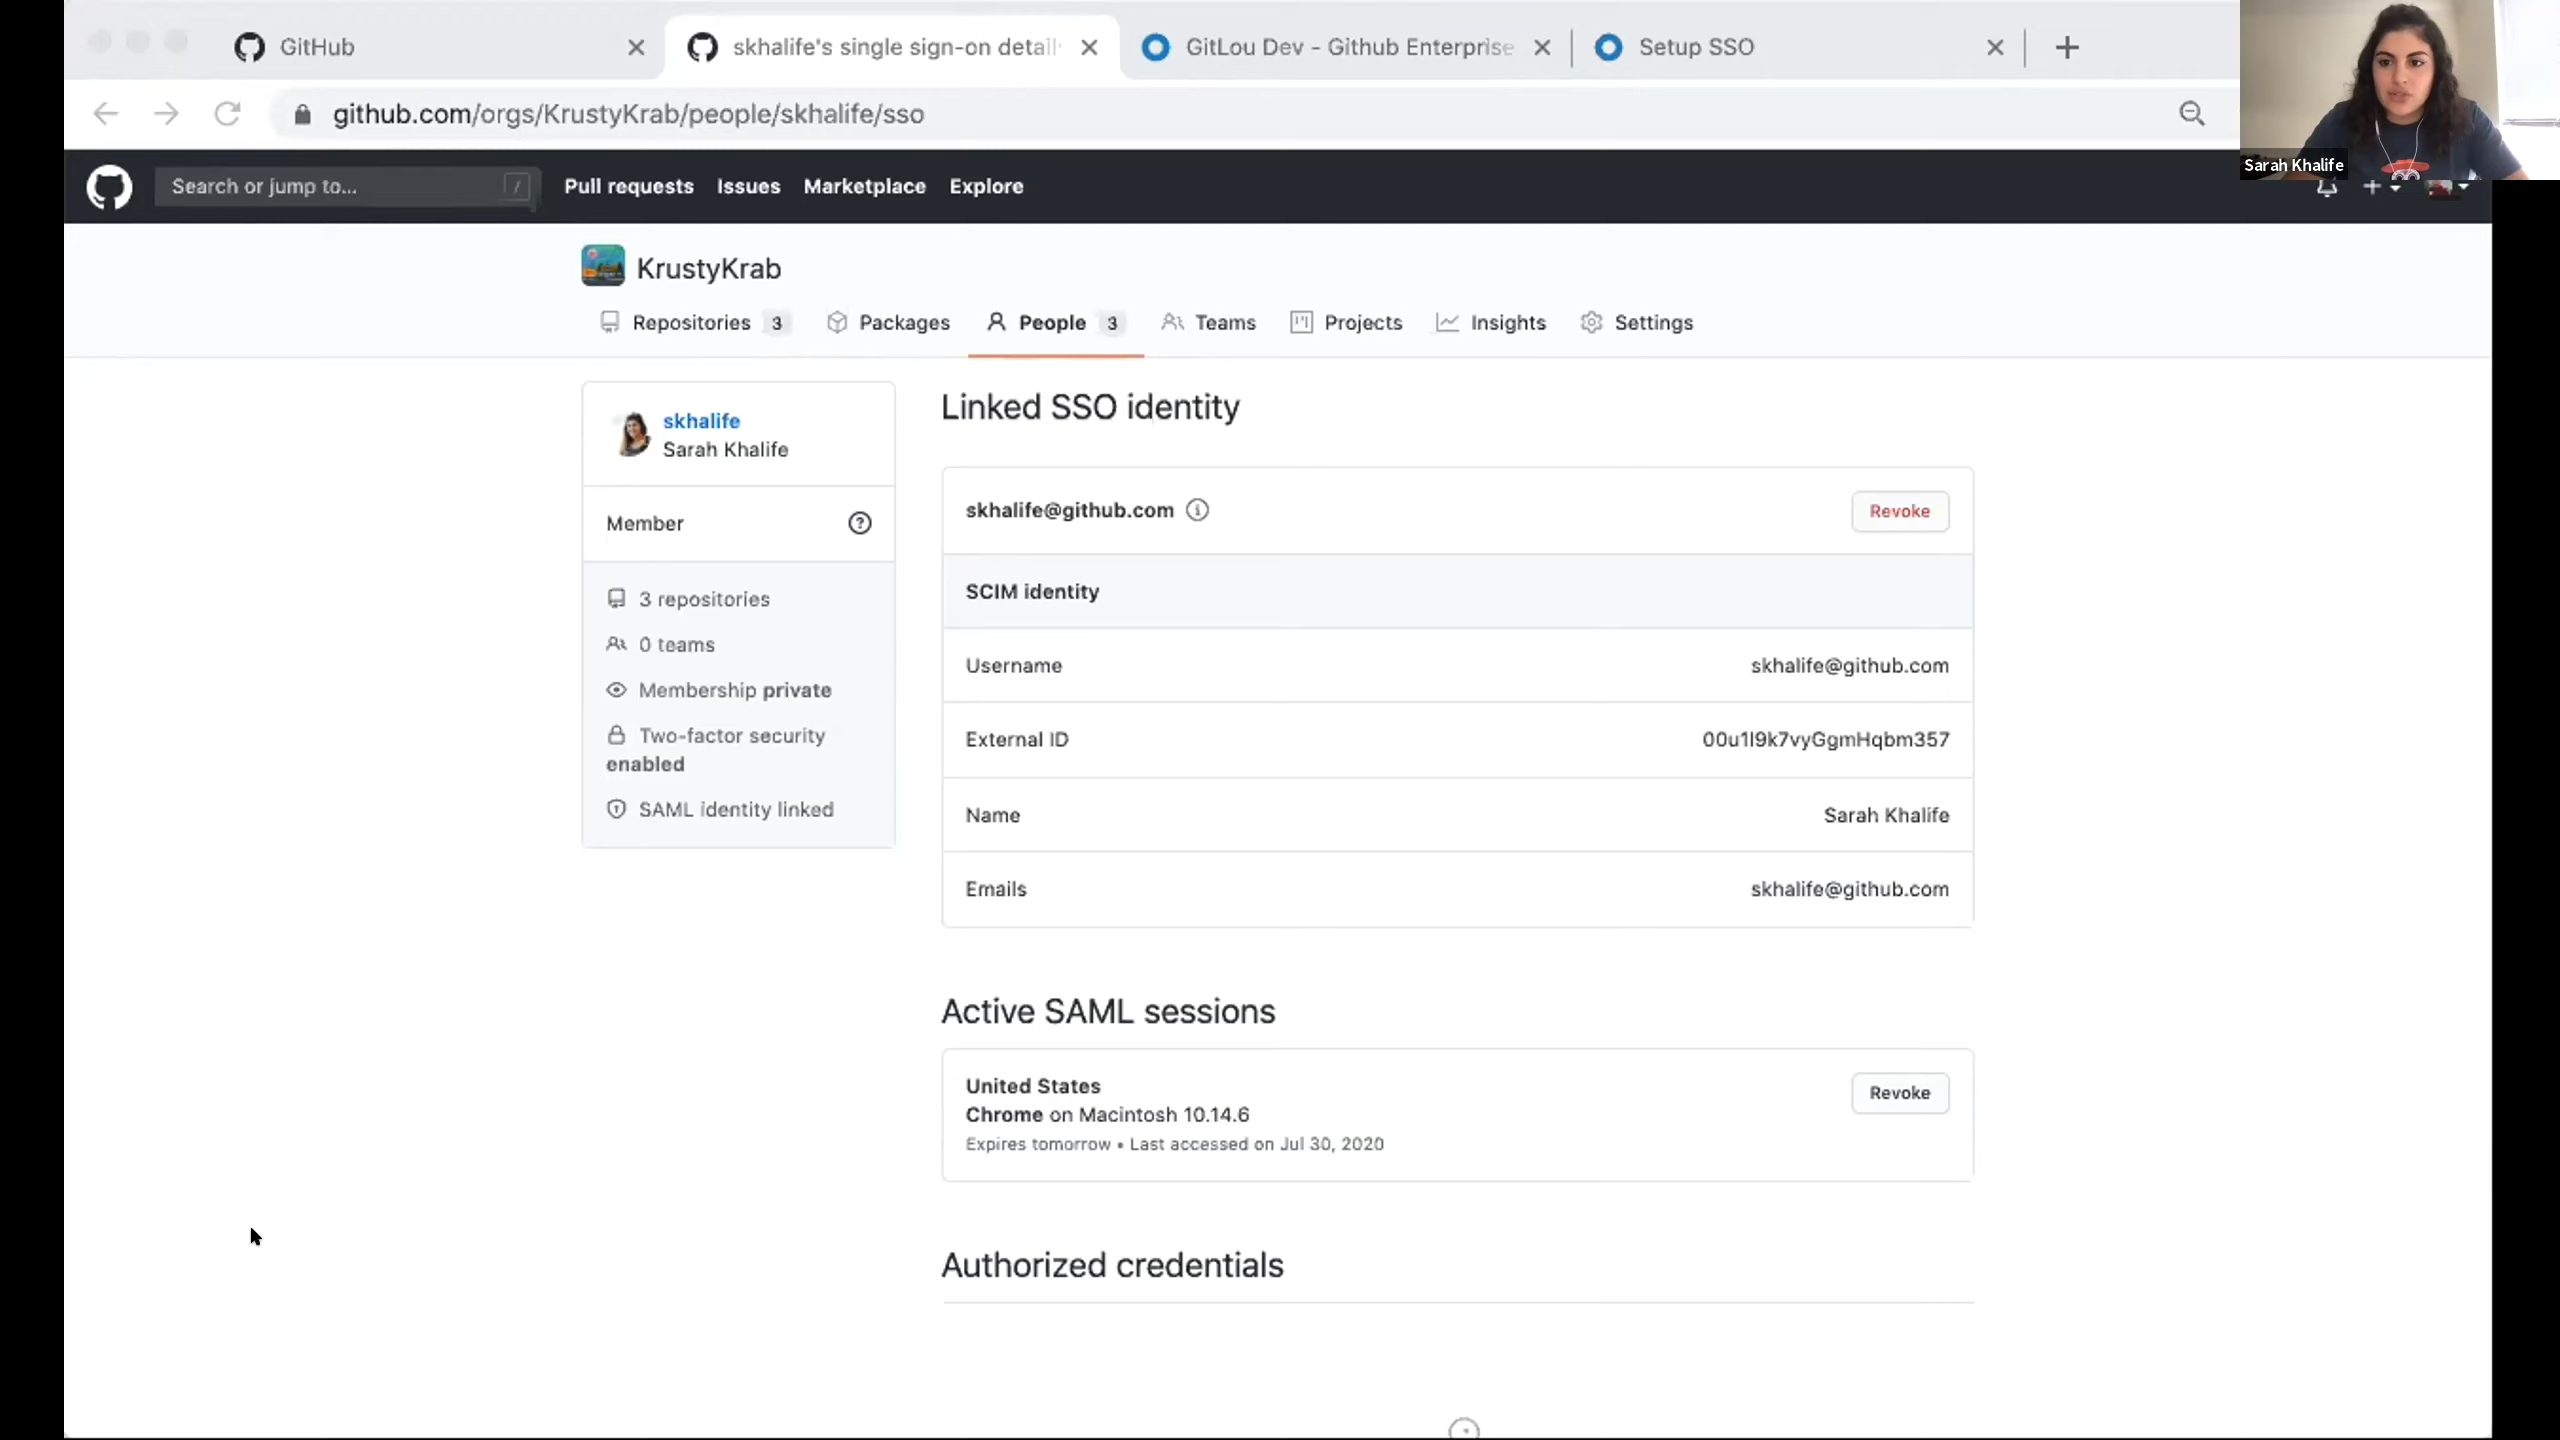 GitHub
skhalife's single sign-on detail
GitLou Dev - Github Enterprise
Setup SSO
github.com/orgs/KrustyKrab/people/skhalife/sso
Sarah Khalife
Search or jump to...
/
Pull requests
Issues
Marketplace
Explore
KrustyKrab
Repositories 3
Packages
People 3
Teams
Projects
Insights
Settings
skhalife
Sarah Khalife
Member
3 repositories
0 teams
Membership private
Two-factor security
enabled
SAML identity linked
Linked SSO identity
skhalife@github.com
Revoke
SCIM identity
Username
skhalife@github.com
External ID
00u1l9k7vyGgmHqbm357
Name
Sarah Khalife
Emails
skhalife@github.com
Active SAML sessions
United States
Chrome on Macintosh 10.14.6
Expires tomorrow • Last accessed on Jul 30, 2020
Revoke
Authorized credentials